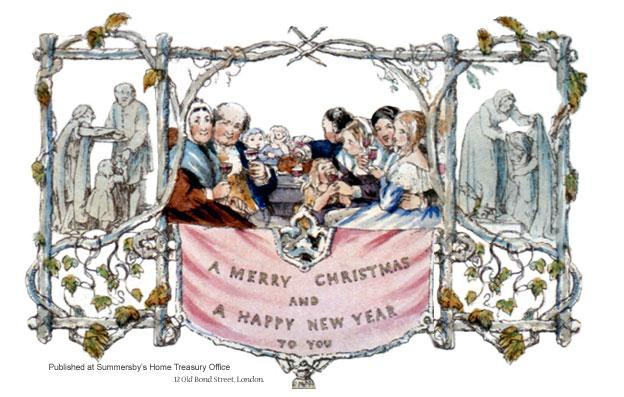 A MERRY CHRISTMAS
AND
A HAPPY NEW YEAR
TO YOU
Published at Summersby's Home Treasury Office
12 Old Bond Street, London.